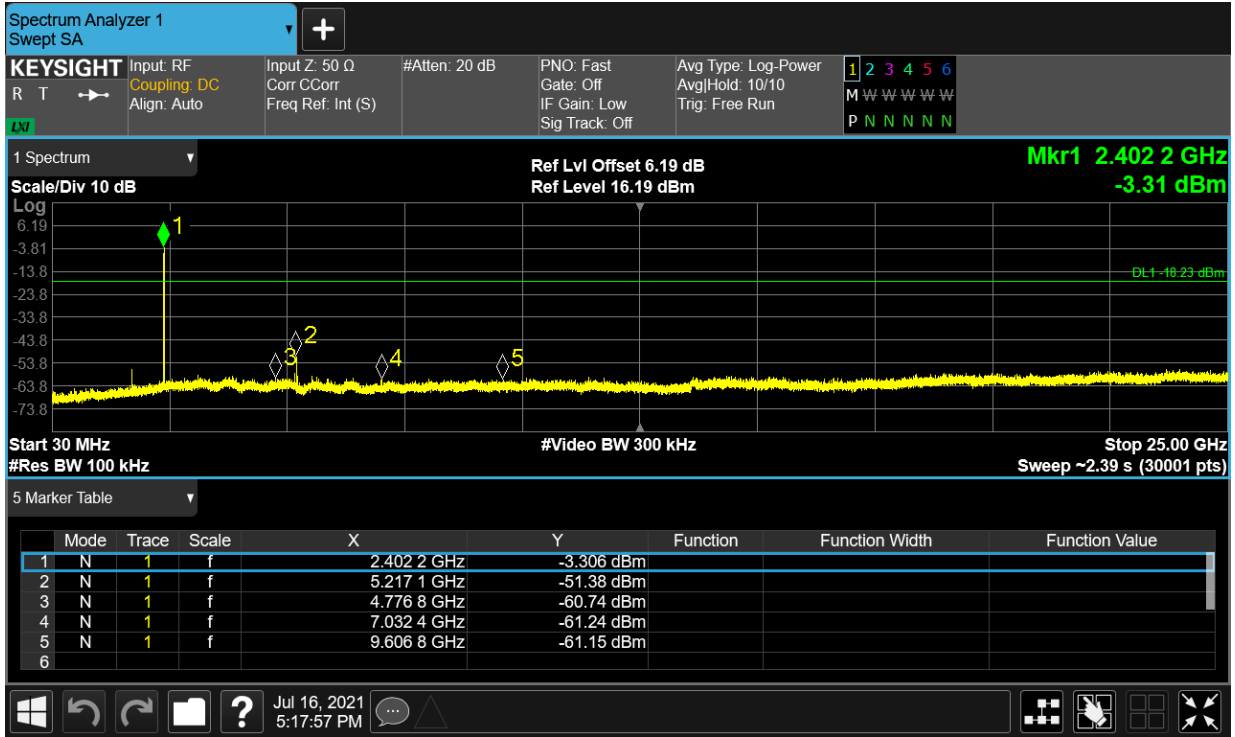 Spectrum Analyzer 1
Swept SA
+
KEYSIGHT Input: RF Input Z: 50 Ω #Atten: 20 dB PNO: Fast Avg Type: Log-Power 1 2 3 4 5 6
R T Coupling: DC Corr CCorr Gate: Off Avg|Hold: 10/10 M W W W W W
Align: Auto Freq Ref: Int (S) IF Gain: Low Trig: Free Run
LXI Sig Track: Off P N N N N N N
1 Spectrum Ref Lvl Offset 6.19 dB Mkr1 2.402 2 GHz
Scale/Div 10 dB Ref Level 16.19 dBm -3.31 dBm
Log
6.19
-3.81
-13.8
-23.8
-33.8
-43.8
-53.8
-63.8
-73.8
1
DL1 -18.23 dBm
2
3
4
5
Start 30 MHz #Video BW 300 kHz Stop 25.00 GHz
#Res BW 100 kHz Sweep ~2.39 s (30001 pts)
5 Marker Table
Mode Trace Scale X Y Function Function Width Function Value
1 N 1 f 2.402 2 GHz -3.306 dBm
2 N 1 f 5.217 1 GHz -51.38 dBm
3 N 1 f 4.776 8 GHz -60.74 dBm
4 N 1 f 7.032 4 GHz -61.24 dBm
5 N 1 f 9.606 8 GHz -61.15 dBm
6
? Jul 16, 2021
5:17:57 PM